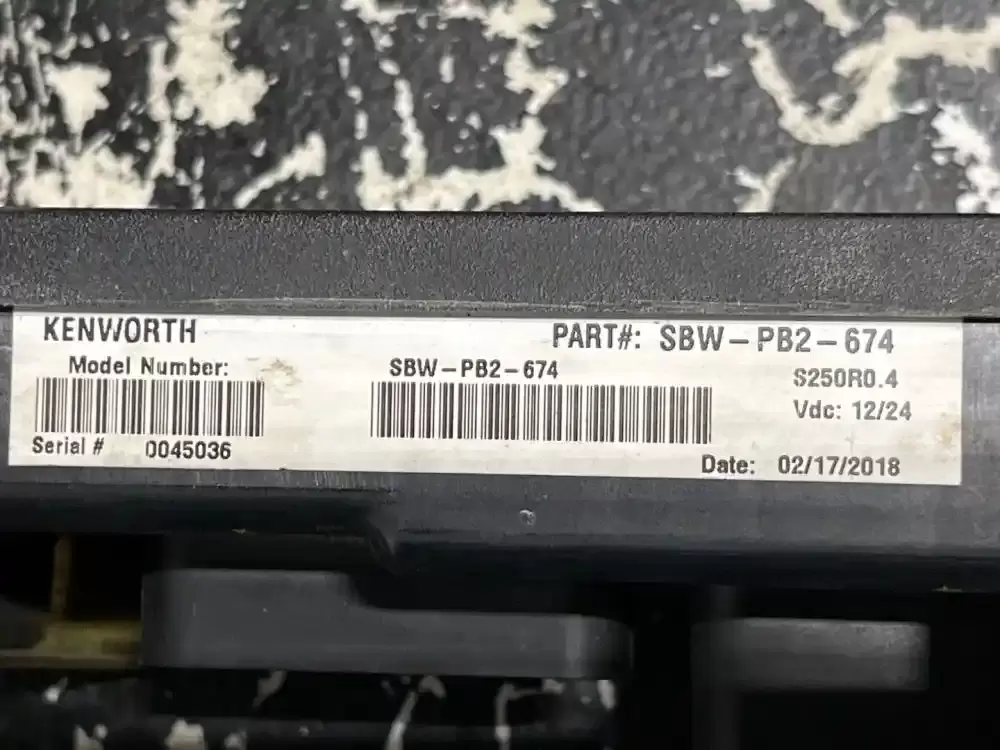 KENWORTH PART#: SBW-PB2-674
Model Number: SBW-PB2-674
S250R0.4
Vdc: 12/24
Serial # 0045036
Date: 02/17/2018